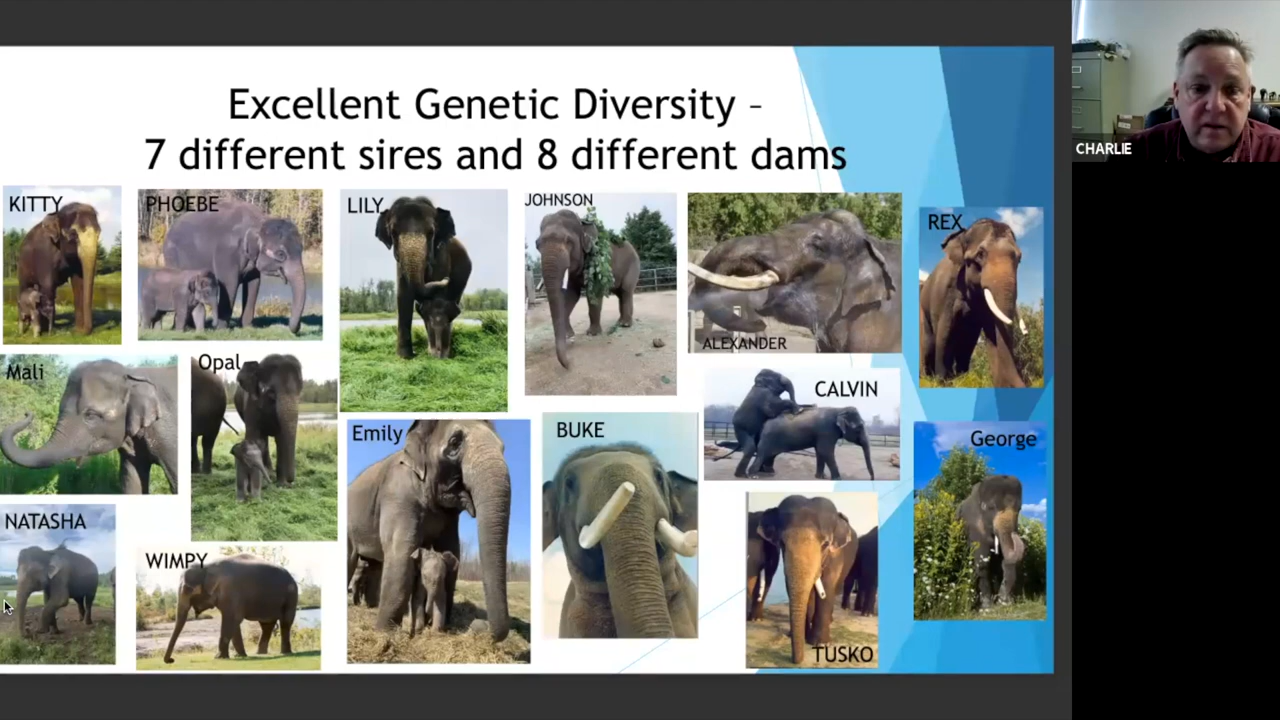 Excellent Genetic Diversity –
7 different sires and 8 different dams
KITTY
PHOEBE
LILY
JOHNSON
ALEXANDER
REX
Mali
Opal
Emily
BUKE
CALVIN
George
NATASHA
WIMPY
TUSKO
CHARLIE